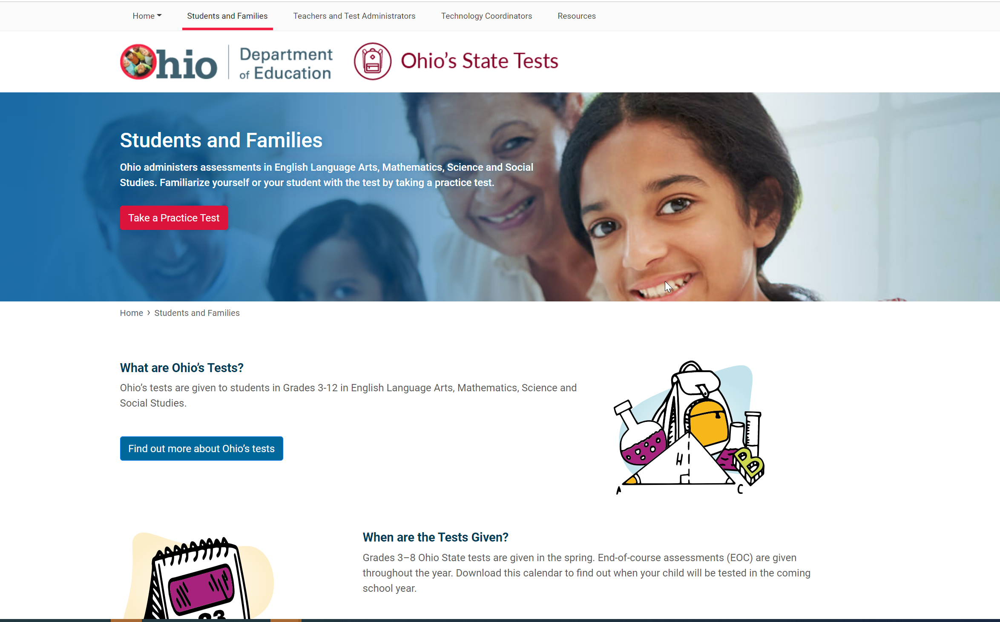 Home
Students and Families
Teachers and Test Administrators
Technology Coordinators
Resources
Ohio
Department
of Education
Ohio's State Tests
Students and Families
Ohio administers assessments in English Language Arts, Mathematics, Science and Social
Studies. Familiarize yourself or your student with the test by taking a practice test.
Take a Practice Test
Home › Students and Families
What are Ohio’s Tests?
Ohio’s tests are given to students in Grades 3-12 in English Language Arts, Mathematics, Science and
Social Studies.
Find out more about Ohio’s tests
H
B
A
C
When are the Tests Given?
Grades 3–8 Ohio State tests are given in the spring. End-of-course assessments (EOC) are given
throughout the year. Download this calendar to find out when your child will be tested in the coming
school year.
23